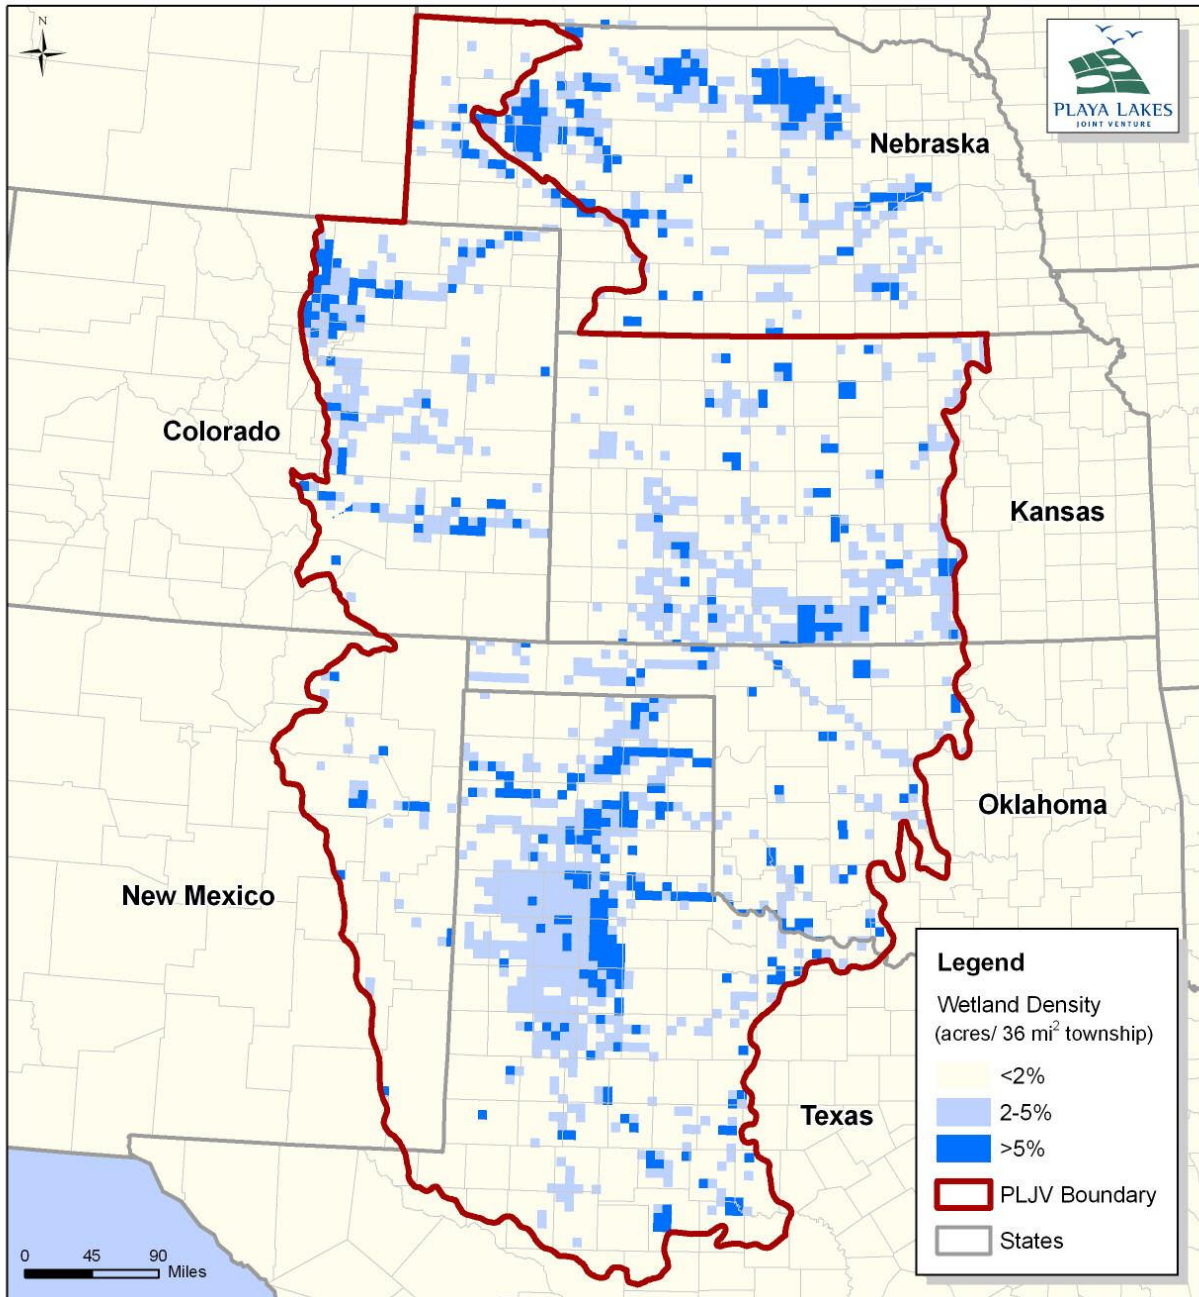 N
PLAYA LAKES
JOINT VENTURE
Nebraska
Colorado
Kansas
Oklahoma
New Mexico
Texas
Legend
Wetland Density
(acres/ 36 mi² township)
<2%
2-5%
>5%
PLJV Boundary
States
0 45 90
Miles